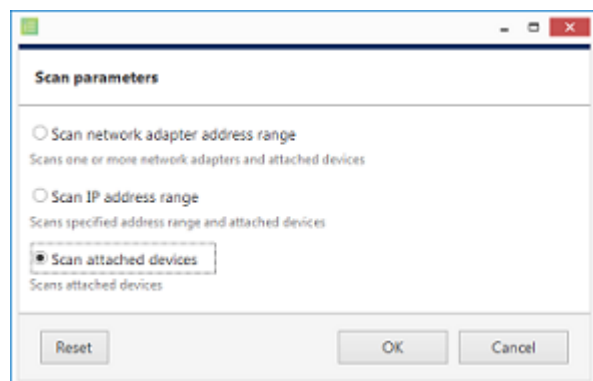 Scan parameters
Scan network adapter address range
Scans one or more network adapters and attached devices
Scan IP address range
Scans specified address range and attached devices
Scan attached devices
Scans attached devices
Reset OK Cancel